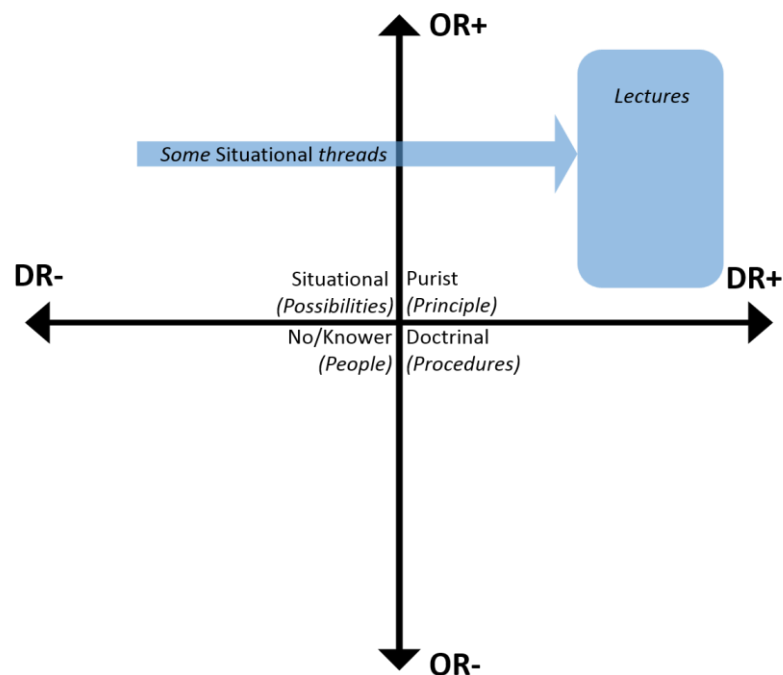 OR+
Lectures
Some Situational threads
DR-
DR+
Situational
(Possibilities)
Purist
(Principle)
No/Knower
(People)
Doctrinal
(Procedures)
OR-